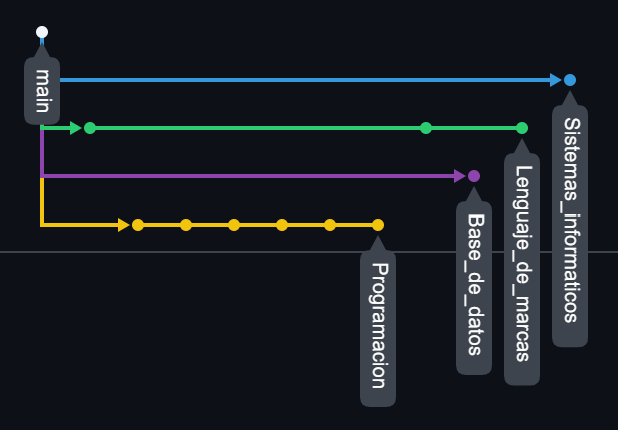 main
Sistemas_informaticos
Lenguaje_de_marcas
Base_de_datos
Programacion